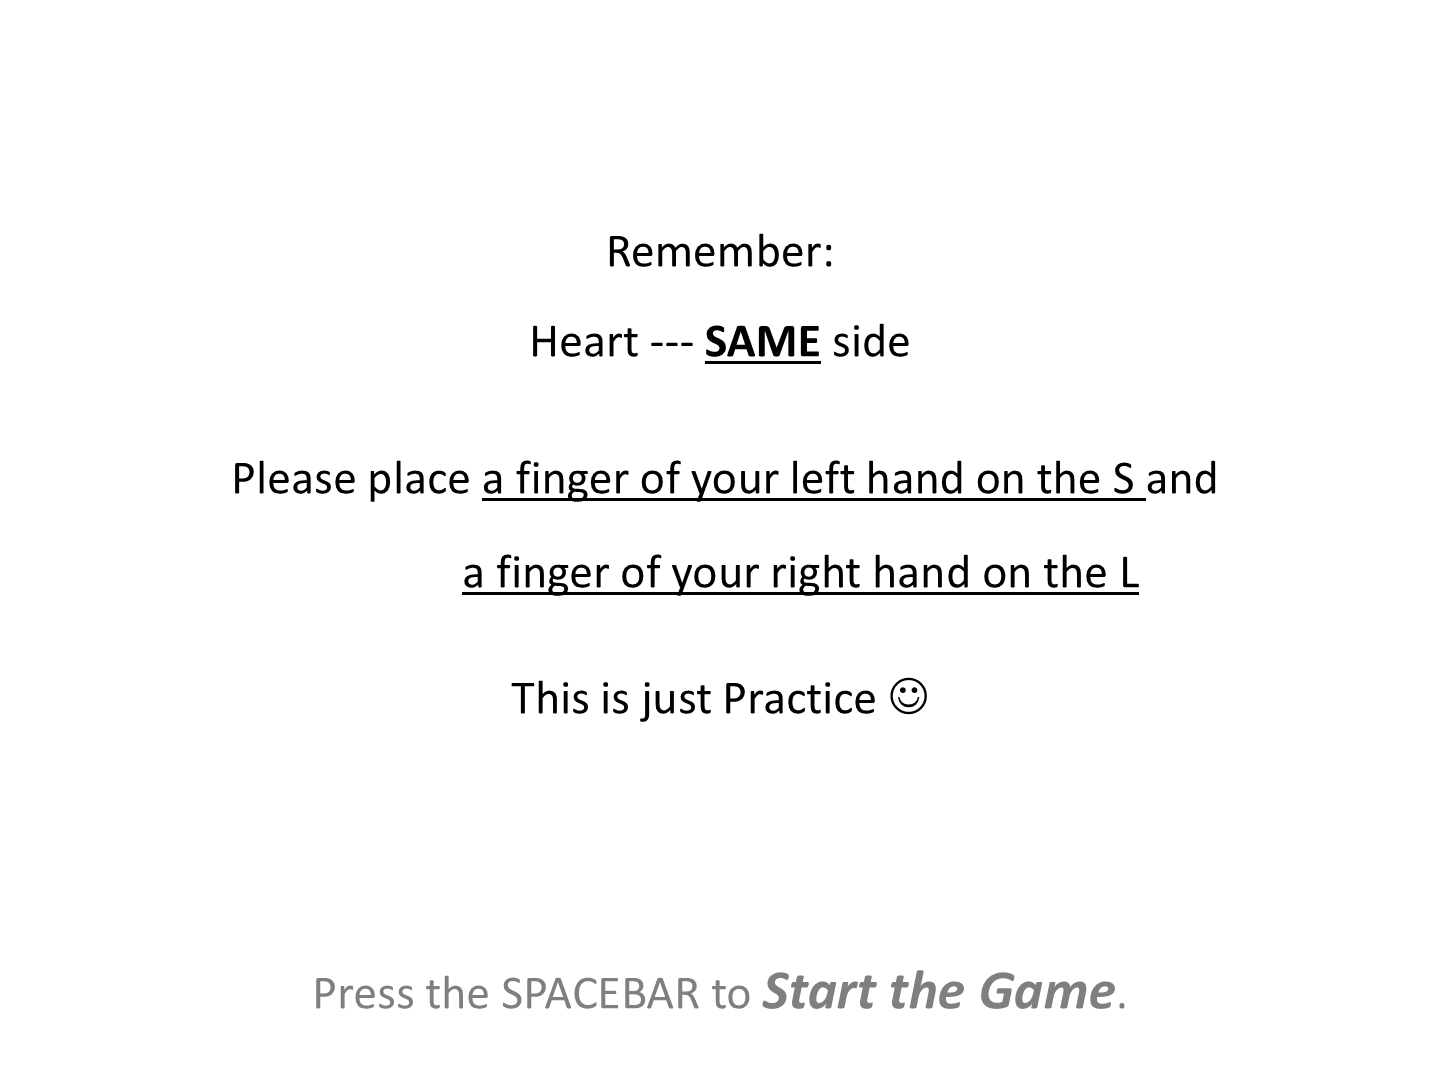 Remember:
Heart --- SAME side
Please place a finger of your left hand on the S and
a finger of your right hand on the L
This is just Practice ☺
Press the SPACEBAR to Start the Game.